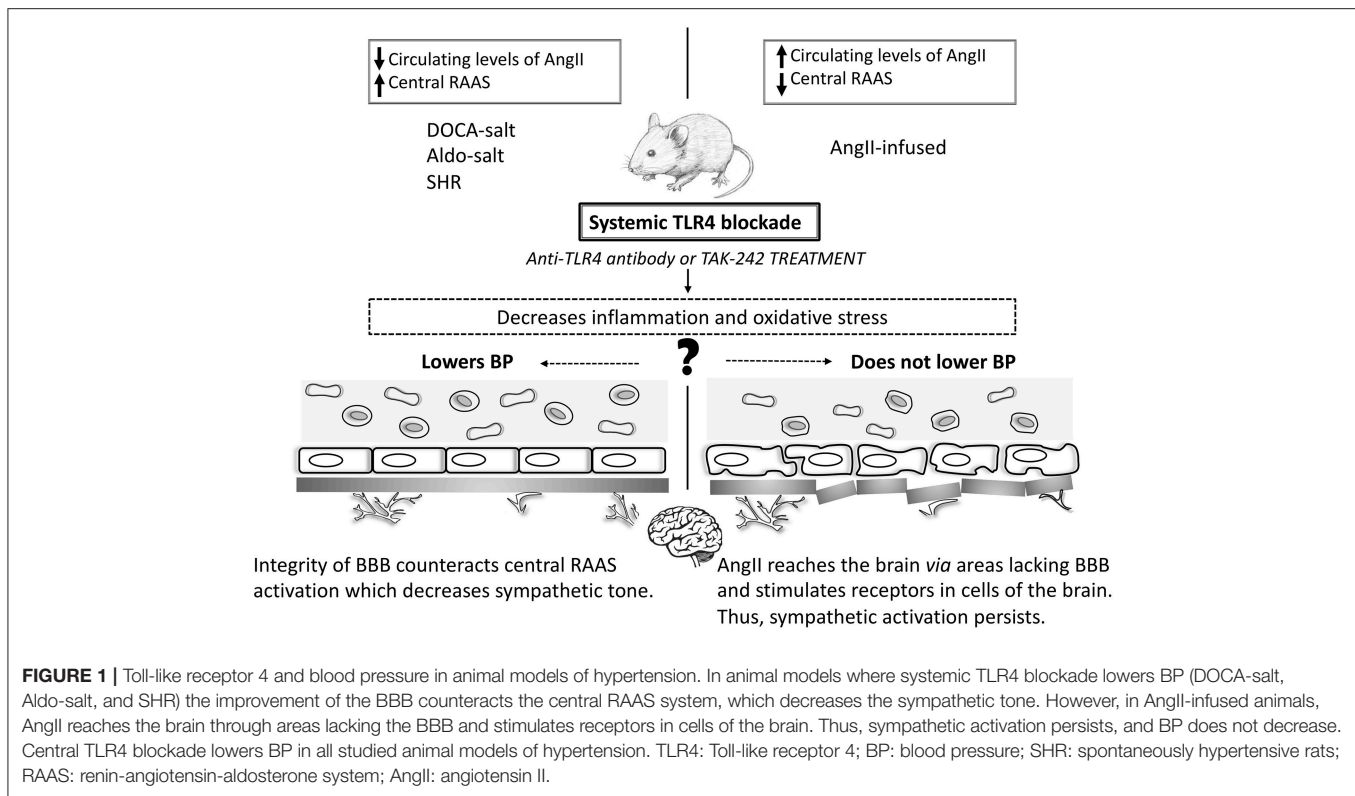 ↓ Circulating levels of AngII
↑ Central RAAS
↑ Circulating levels of AngII
↓ Central RAAS
DOCA-salt
Aldo-salt
SHR
AngII-infused
Systemic TLR4 blockade
Anti-TLR4 antibody or TAK-242 TREATMENT
Decreases inflammation and oxidative stress
Lowers BP
?
Does not lower BP
Integrity of BBB counteracts central RAAS
activation which decreases sympathetic tone.
AngII reaches the brain via areas lacking BBB
and stimulates receptors in cells of the brain.
Thus, sympathetic activation persists.
FIGURE 1 | Toll-like receptor 4 and blood pressure in animal models of hypertension. In animal models where systemic TLR4 blockade lowers BP (DOCA-salt,
Aldo-salt, and SHR) the improvement of the BBB counteracts the central RAAS system, which decreases the sympathetic tone. However, in AngII-infused animals,
AngII reaches the brain through areas lacking the BBB and stimulates receptors in cells of the brain. Thus, sympathetic activation persists, and BP does not decrease.
Central TLR4 blockade lowers BP in all studied animal models of hypertension. TLR4: Toll-like receptor 4; BP: blood pressure; SHR: spontaneously hypertensive rats;
RAAS: renin-angiotensin-aldosterone system; AngII: angiotensin II.